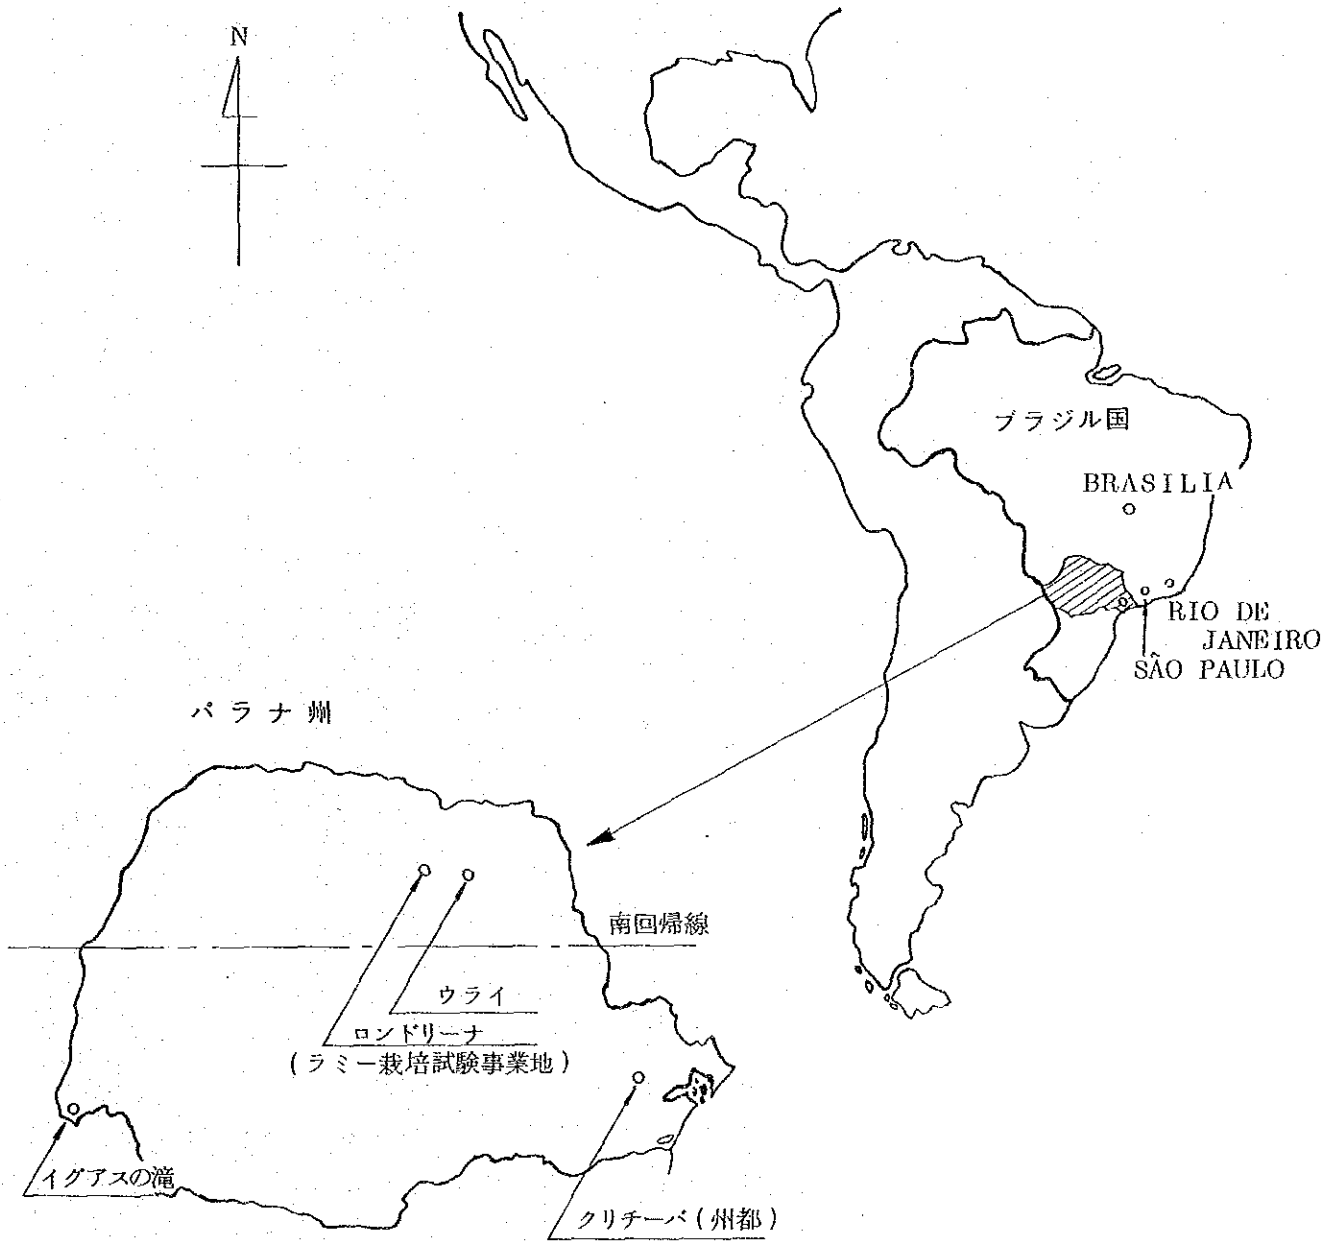 N
ブラジル国
BRASILIA
RIO DE
JANEIRO
SÃO PAULO
パラナ州
南回帰線
ウライ
ロンドリーナ
(ラミー栽培試験事業地)
イグアスの滝
クリチーバ(州都)